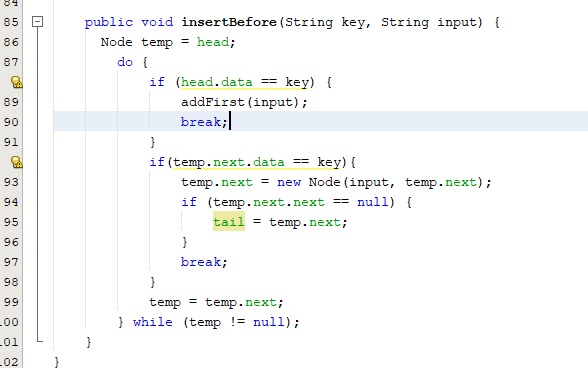 84
85 public void insertBefore(String key, String input) {
86 Node temp = head;
87 do {
if (head.data == key) {
89 addFirst(input);
90 break;
91 }
if(temp.next.data == key){
93 temp.next = new Node(input, temp.next);
94 if (temp.next.next == null) {
95 tail = temp.next;
96 }
97 break;
98 }
99 temp = temp.next;
100 } while (temp != null);
101 }
102 }